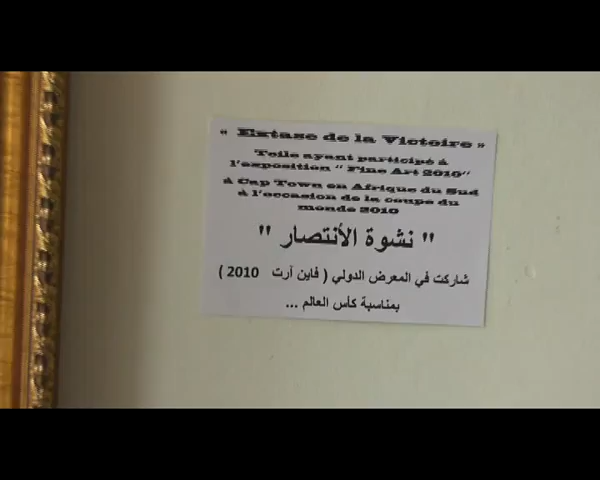 « Extase de la Victoire »
Toile ayant participé à
l'exposition " Fine Art 2010"
à Cap Town en Afrique du Sud
à l'occasion de la coupe du
monde 2010
" نشوة الأنتصار "
شاركت في المعرض الدولي ( فاين آرت 2010 )
بمناسبة كأس العالم ...